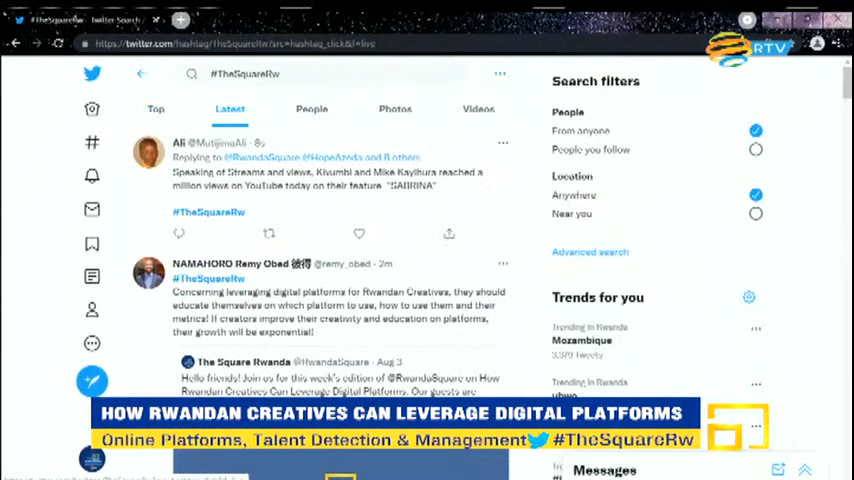 #TheSquareRw - Twitter Search /
https://twitter.com/hashtag/TheSquareRw?src=hashtag_click&f=live
RTV
#TheSquareRw
Search filters
Top
Latest
People
Photos
Videos
People
From anyone
People you follow
Location
Anywhere
Near you
Advanced search
Ali @MutijimaAli · 8s
Replying to @RwandaSquare @HopeAzeda and 8 others
Speaking of Streams and views, Kivumbi and Mike Kayihura reached a
million views on YouTube today on their feature "SABRINA"
#TheSquareRw
NAMAHORO Remy Obed 彼得 @remy_obed · 2m
#TheSquareRw
Concerning leveraging digital platforms for Rwandan Creatives, they should
educate themselves on which platform to use, how to use them and their
metrics! If creators improve their creativity and education on platforms,
their growth will be exponential!
The Square Rwanda @RwandaSquare · Aug 3
Hello friends! Join us for this week's edition of @RwandaSquare on How
Rwandan Creatives Can Leverage Digital Platforms. Our guests are
Trends for you
Trending in Rwanda
Mozambique
3,379 Tweets
Trending in Rwanda
ubwo
HOW RWANDAN CREATIVES CAN LEVERAGE DIGITAL PLATFORMS
Online Platforms, Talent Detection & Management #TheSquareRw
Messages